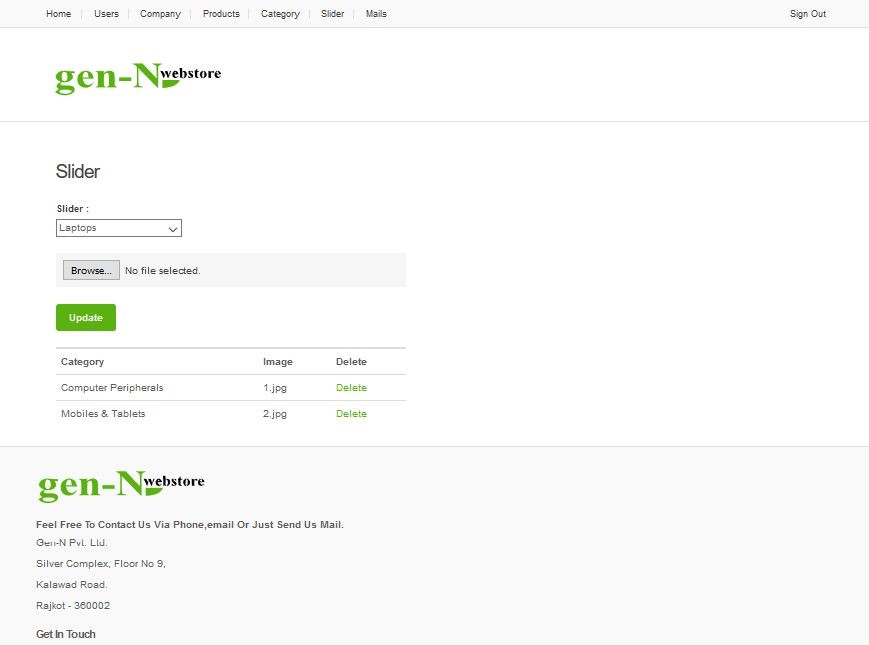 Home Users Company Products Category Slider Mails Sign Out
gen-N webstore
Slider
Slider :
Laptops
Browse... No file selected.
Update
Category Image Delete
Computer Peripherals 1.jpg Delete
Mobiles & Tablets 2.jpg Delete
gen-N webstore
Feel Free To Contact Us Via Phone,email Or Just Send Us Mail.
Gen-N Pvt. Ltd.
Silver Complex, Floor No 9,
Kalawad Road.
Rajkot - 360002
Get In Touch